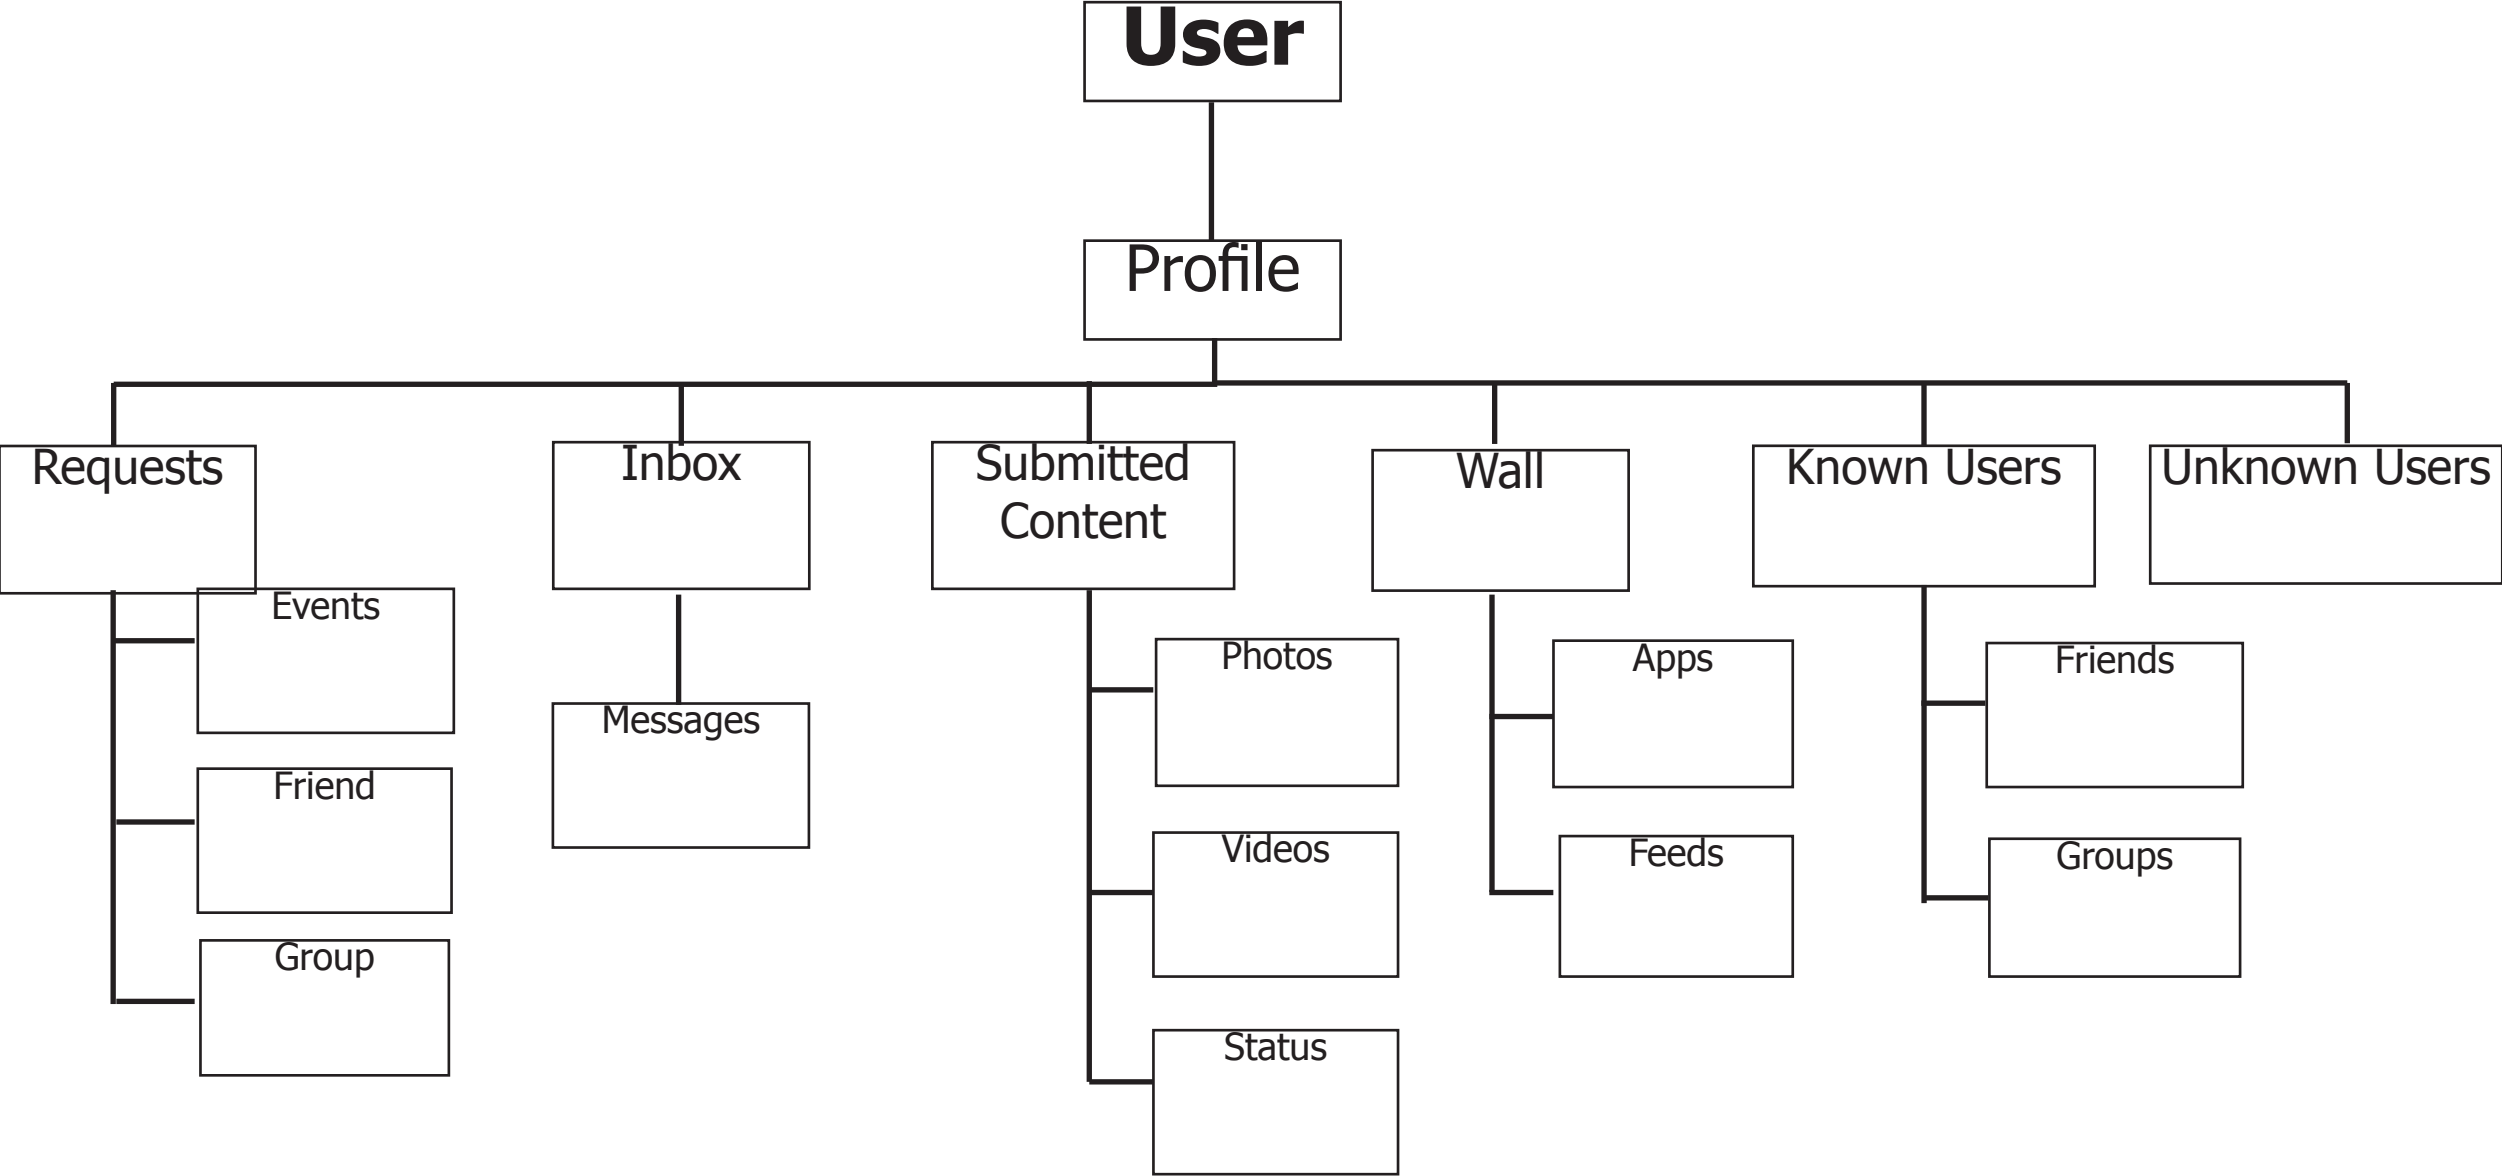 User
Profile
Requests
Inbox
Submitted
Content
Wall
Known Users
Unknown Users
Events
Friend
Group
Messages
Photos
Videos
Status
Apps
Feeds
Friends
Groups